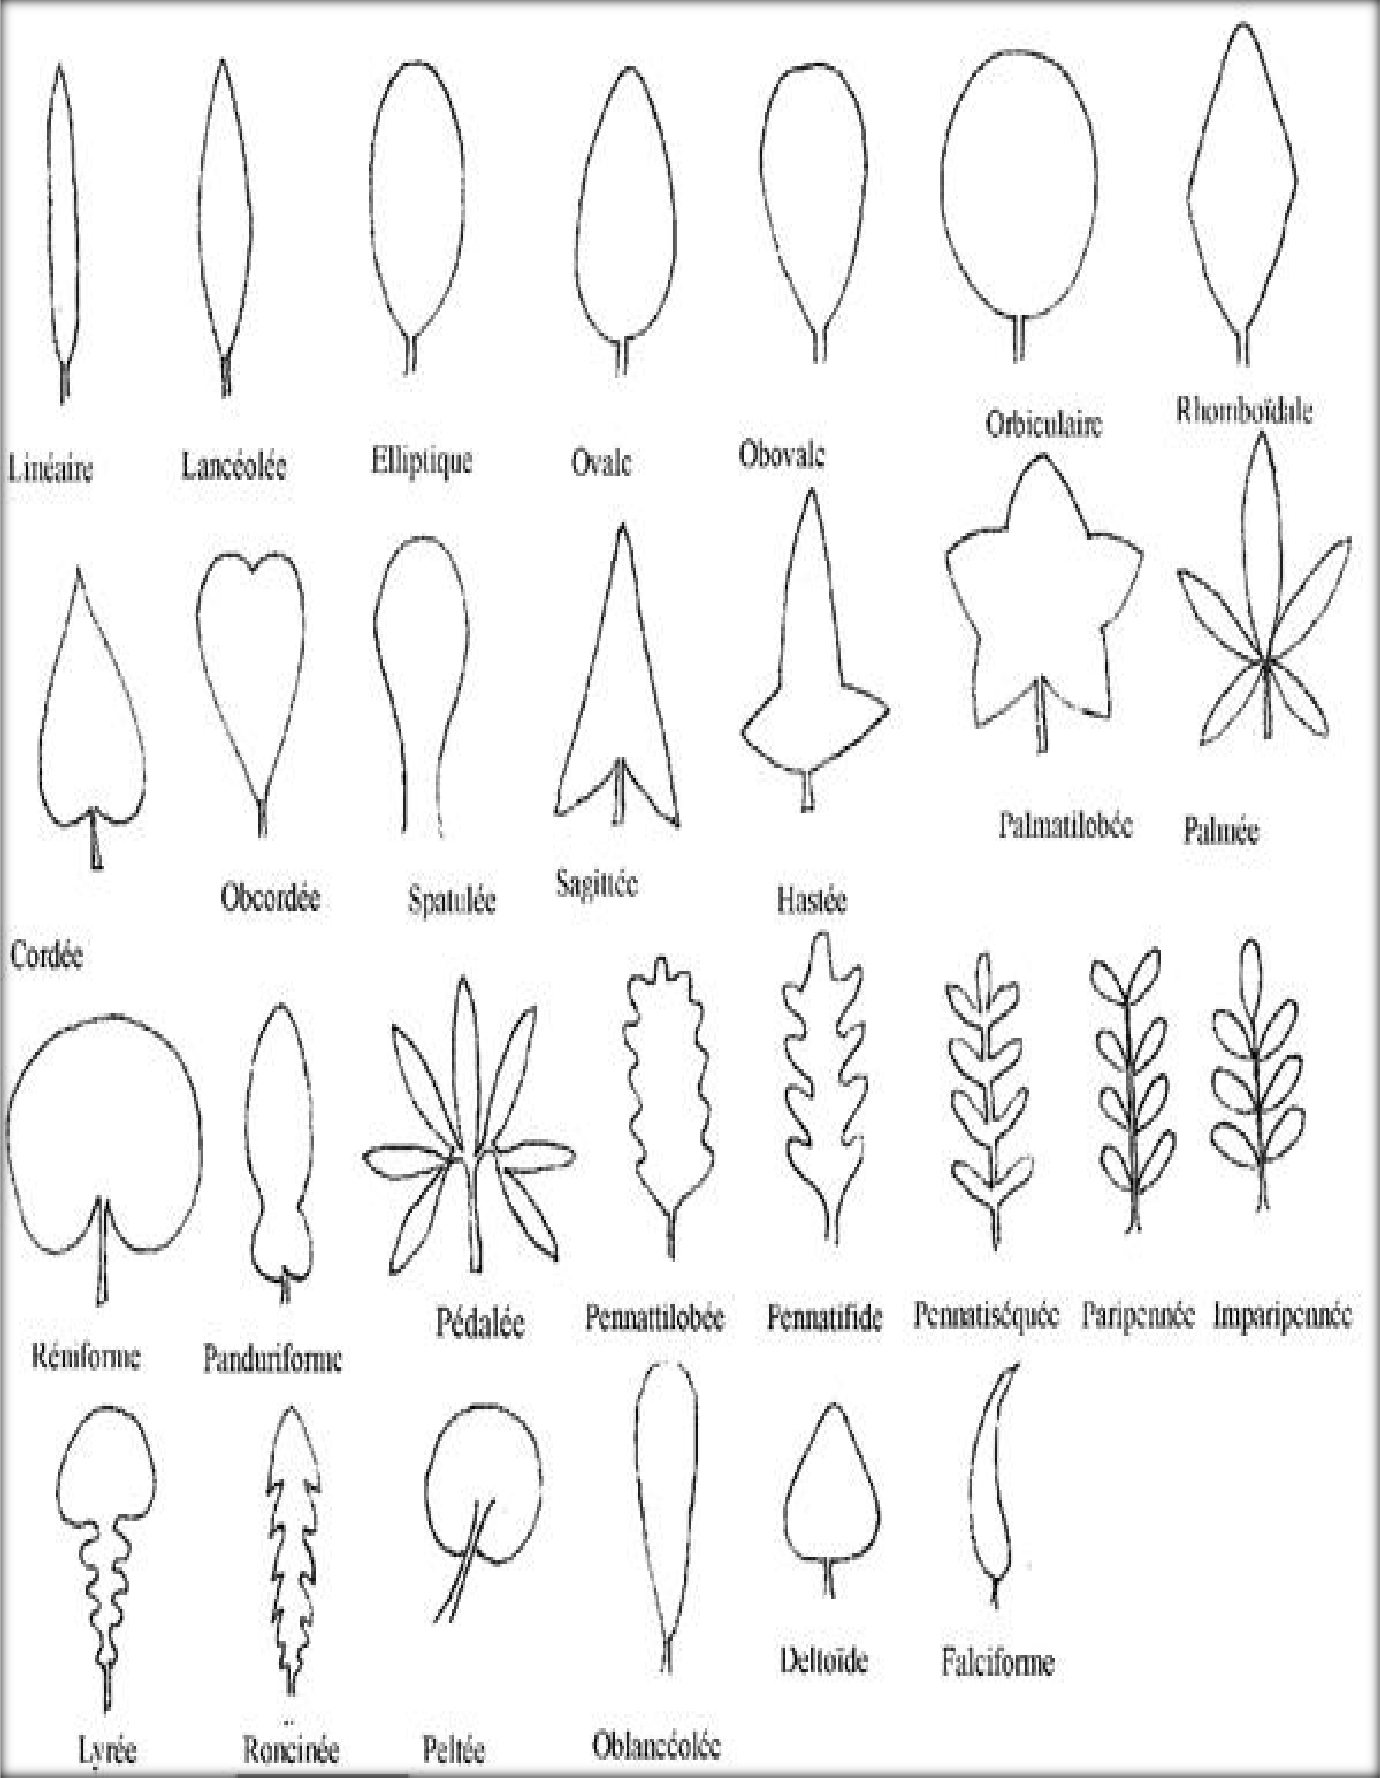 Linéaire
Lancéolée
Elliptique
Ovale
Obovale
Orbiculaire
Rhomboïdale
Cordée
Obcordée
Spatulée
Sagittée
Hastée
Palmatilobée
Palmée
Réniforme
Panduriforme
Pédalée
Pennattilobée
Pennatifide
Pennatiséquée
Paripennée
Imparipennée
Lyrée
Roncinée
Peltée
Oblancéolée
Deltoïde
Falciforme